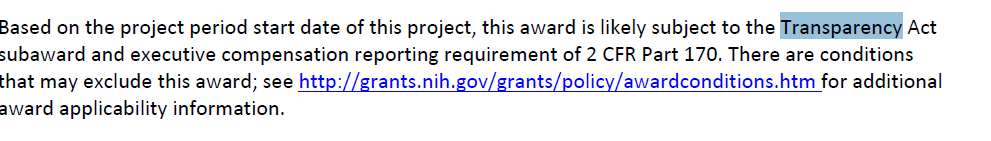 Based on the project period start date of this project, this award is likely subject to the Transparency Act
subaward and executive compensation reporting requirement of 2 CFR Part 170. There are conditions
that may exclude this award; see http://grants.nih.gov/grants/policy/awardconditions.htm for additional
award applicability information.